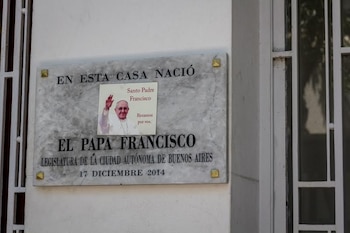 EN ESTA CASA NACIÓ
Santo Padre
Francisco
Rezamos
por vos.
EL PAPA FRANCISCO
LEGISLATURA DE LA CIUDAD AUTÓNOMA DE BUENOS AIRES
17 DICIEMBRE 2014